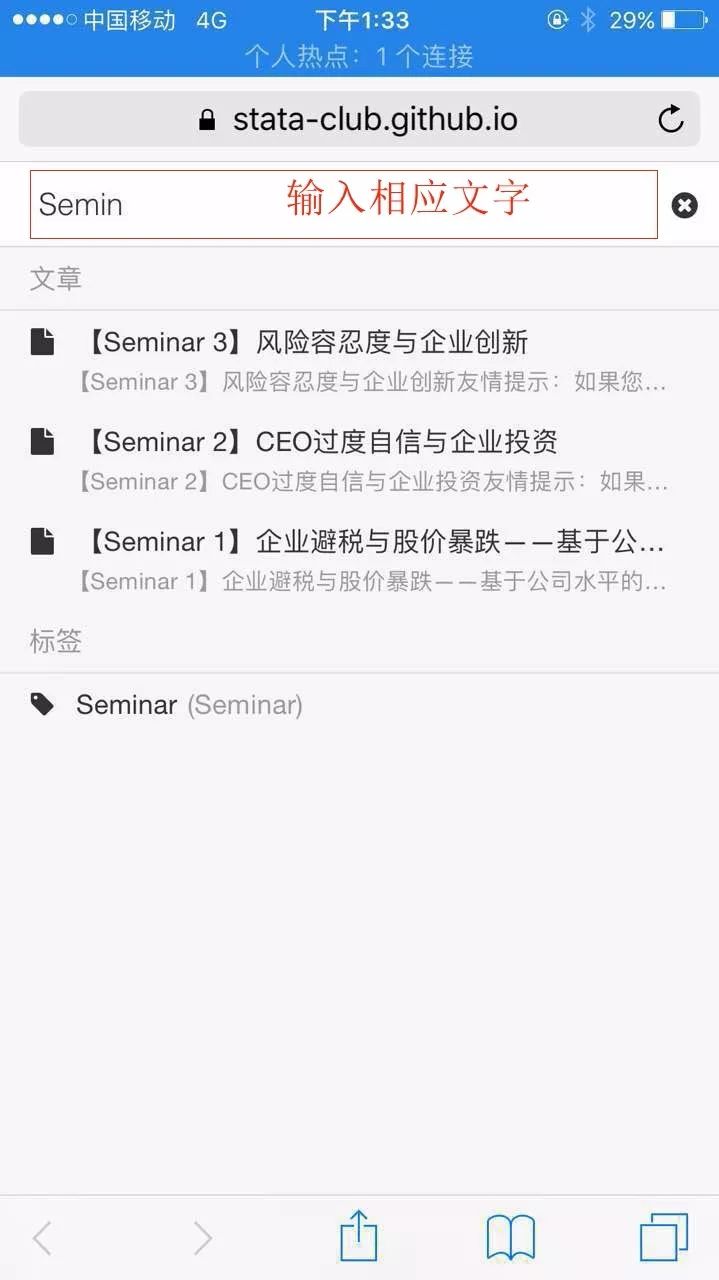 中国移动 4G 下午1:33 29%
个人热点：1 个连接
stata-club.github.io
Semin 输入相应文字
文章
【Seminar 3】风险容忍度与企业创新
【Seminar 3】风险容忍度与企业创新友情提示：如果您...
【Seminar 2】CEO过度自信与企业投资
【Seminar 2】CEO过度自信与企业投资友情提示：如果...
【Seminar 1】企业避税与股价暴跌——基于公...
【Seminar 1】企业避税与股价暴跌——基于公司水平的...
标签
Seminar (Seminar)